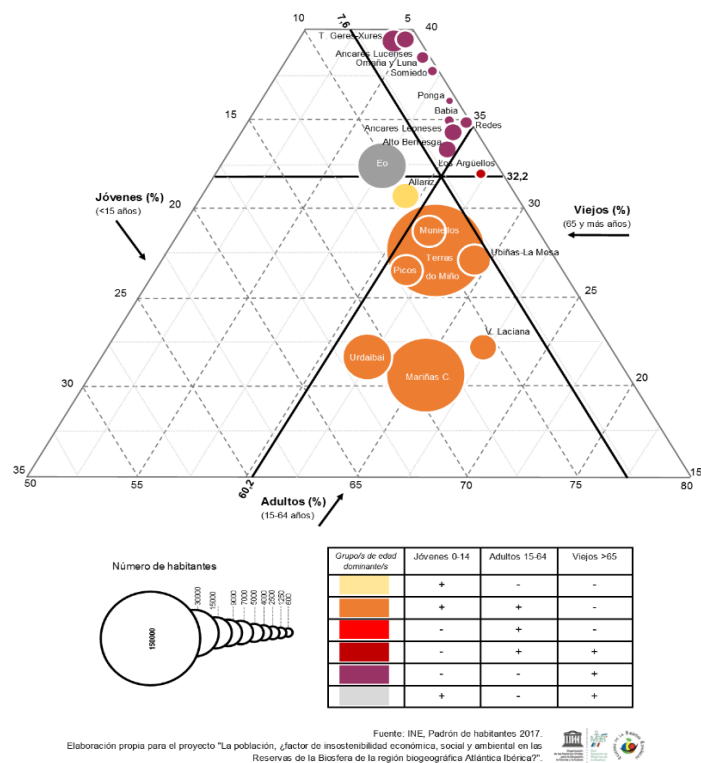 10
7,6
5
40
T. Geres-Xures
Ancares Lucenses
Omaña y Luna
Somiedo
Ponga
Babia
15
35
Redes
Ancares Leoneses
Alto Bernesga
Los Argüellos
Eo
32,2
Allariz
Jóvenes (%)
(<15 años)
20
30
Viejos (%)
(65 y más años)
Muniellos
Ubiñas-La Mesa
Terras
do Miño
Picos
25
25
V. Laciana
Urdaibai
Mariñas C.
30
20
35
15
50
55
60,2
65
70
75
80
Adultos (%)
(15-64 años)
Número de habitantes
150000
30000
15000
9000
7000
5000
4000
2500
1250
600
Grupo/s de edad dominante/s Jóvenes 0-14 Adultos 15-64 Viejos >65
+ - -
+ + -
- + -
- + +
- - +
+ - +
Fuente: INE, Padrón de habitantes 2017.
Elaboración propia para el proyecto "La población, ¿factor de insostenibilidad económica, social y ambiental en las
Reservas de la Biosfera de la región biogeográfica Atlántica Ibérica?".